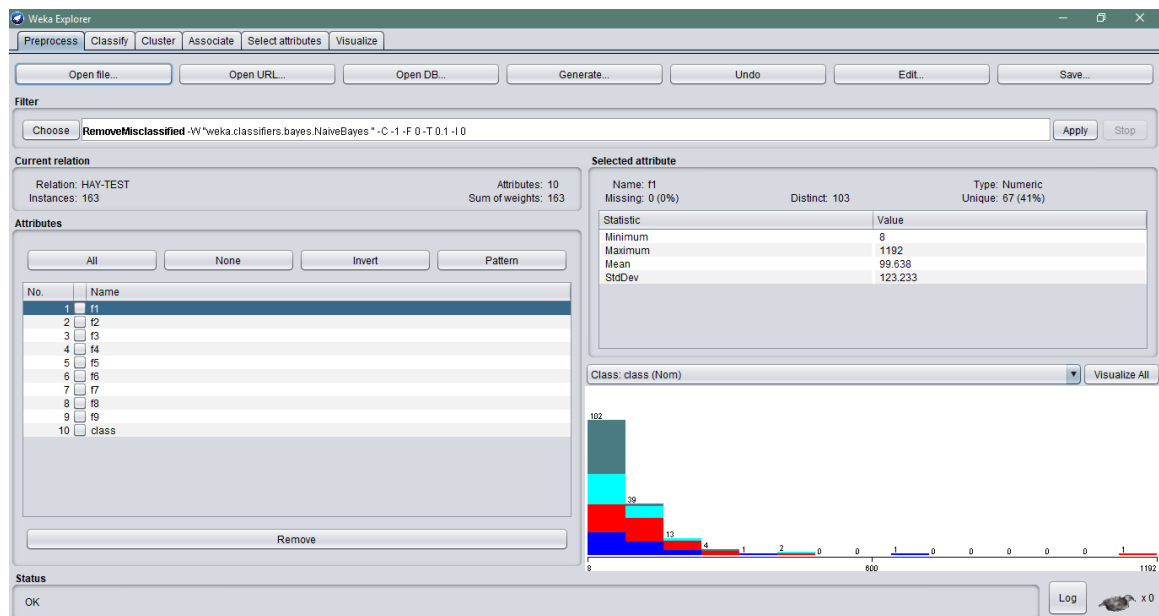 Weka Explorer
Preprocess Classify Cluster Associate Select attributes Visualize
Open file... Open URL... Open DB... Generate... Undo Edit... Save...
Filter
Choose RemoveMisclassified -W "weka.classifiers.bayes.NaiveBayes " -C -1 -F 0 -T 0.1 -I 0 Apply Stop
Current relation
Relation: HAY-TEST Attributes: 10
Instances: 163 Sum of weights: 163
Attributes
All None Invert Pattern
No. Name
1 f1
2 f2
3 f3
4 f4
5 f5
6 f6
7 f7
8 f8
9 f9
10 class
Remove
Selected attribute
Name: f1 Type: Numeric
Missing: 0 (0%) Distinct: 103 Unique: 67 (41%)
Statistic Value
Minimum 8
Maximum 1192
Mean 99.638
StdDev 123.233
Class: class (Nom) Visualize All
102
39
13
4
1 2 0 0 1 0 0 0 0 0 1
8 600 1192
Status
OK Log x 0